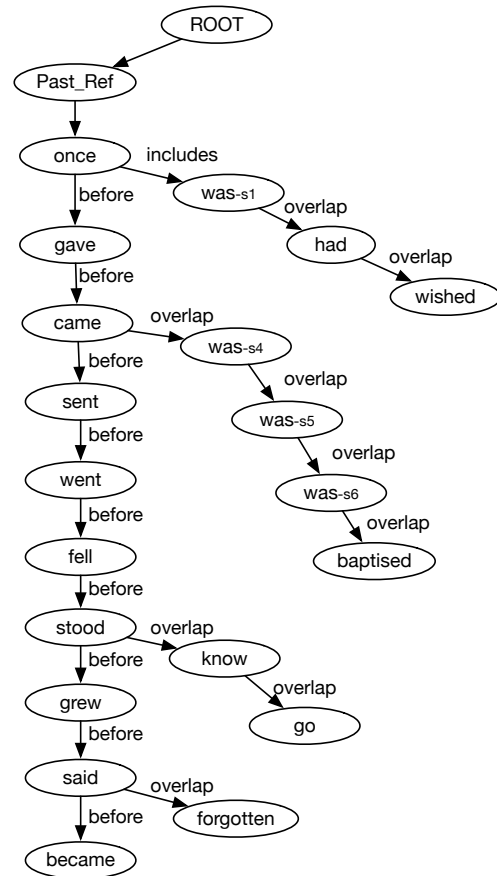 ROOT
Past_Ref
once includes
before was-s1 overlap
gave had overlap
before wished
came overlap
before was-s4
sent overlap
before was-s5
went overlap
before was-s6
fell overlap
before baptised
stood overlap
before know
grew overlap
before go
said overlap
before forgotten
became